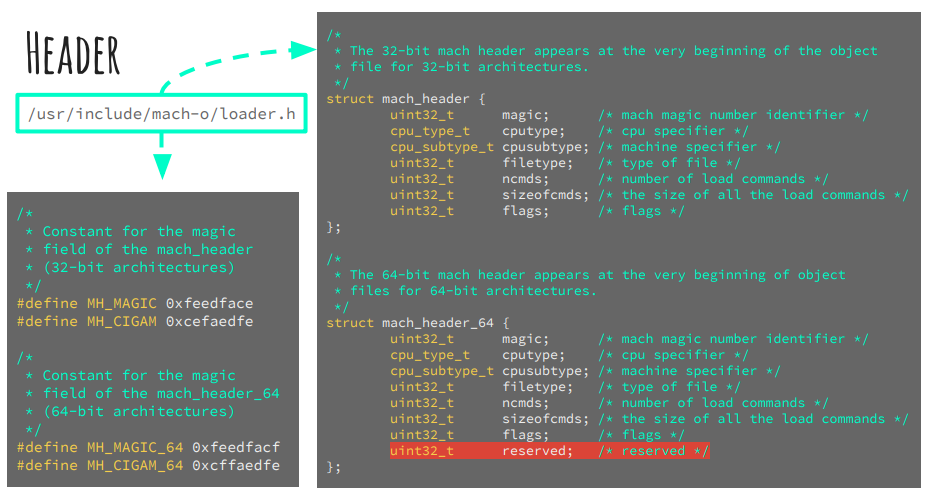 HEADER
/usr/include/mach-o/loader.h
/*
 * Constant for the magic
 * field of the mach_header
 * (32-bit architectures)
 */
#define MH_MAGIC 0xfeedface
#define MH_CIGAM 0xcefaedfe
/*
 * Constant for the magic
 * field of the mach_header_64
 * (64-bit architectures)
 */
#define MH_MAGIC_64 0xfeedfacf
#define MH_CIGAM_64 0xcffaedfe
/*
 * The 32-bit mach header appears at the very beginning of the object
 * file for 32-bit architectures.
 */
struct mach_header {
        uint32_t      magic;      /* mach magic number identifier */
        cpu_type_t    cputype;    /* cpu specifier */
        cpu_subtype_t cpusubtype; /* machine specifier */
        uint32_t      filetype;   /* type of file */
        uint32_t      ncmds;      /* number of load commands */
        uint32_t      sizeofcmds; /* the size of all the load commands */
        uint32_t      flags;      /* flags */
};
/*
 * The 64-bit mach header appears at the very beginning of object
 * files for 64-bit architectures.
 */
struct mach_header_64 {
        uint32_t      magic;      /* mach magic number identifier */
        cpu_type_t    cputype;    /* cpu specifier */
        cpu_subtype_t cpusubtype; /* machine specifier */
        uint32_t      filetype;   /* type of file */
        uint32_t      ncmds;      /* number of load commands */
        uint32_t      sizeofcmds; /* the size of all the load commands */
        uint32_t      flags;      /* flags */
        uint32_t      reserved;   /* reserved */
};